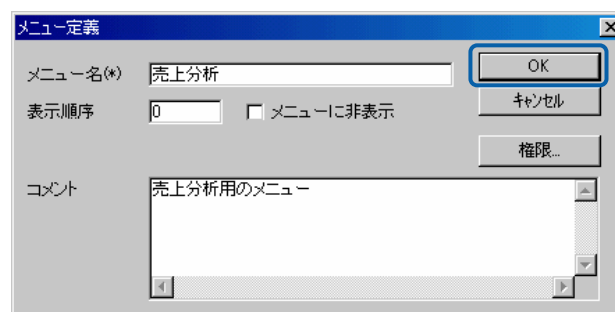 メニュー定義
メニュー名(*) 売上分析 OK
表示順序 0 メニューに非表示 キャンセル
権限...
コメント 売上分析用のメニュー